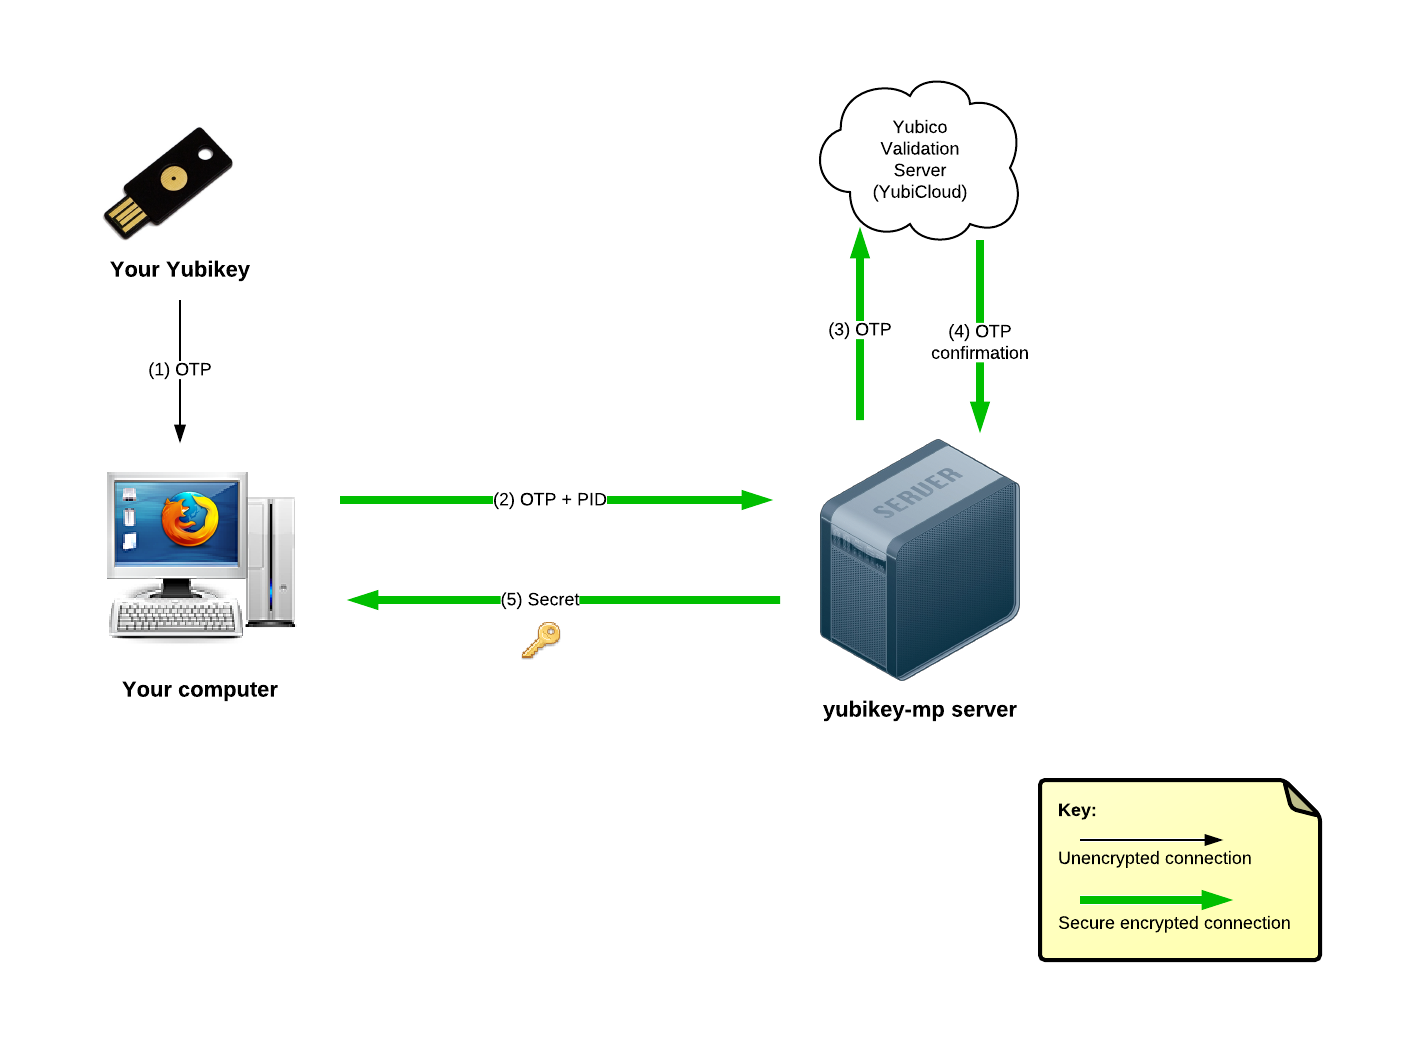 Yubico
Validation
Server
(YubiCloud)
Your Yubikey
(1) OTP
(3) OTP
(4) OTP
confirmation
SERVER
(2) OTP + PID
(5) Secret
Your computer
yubikey-mp server
Key:
Unencrypted connection
Secure encrypted connection